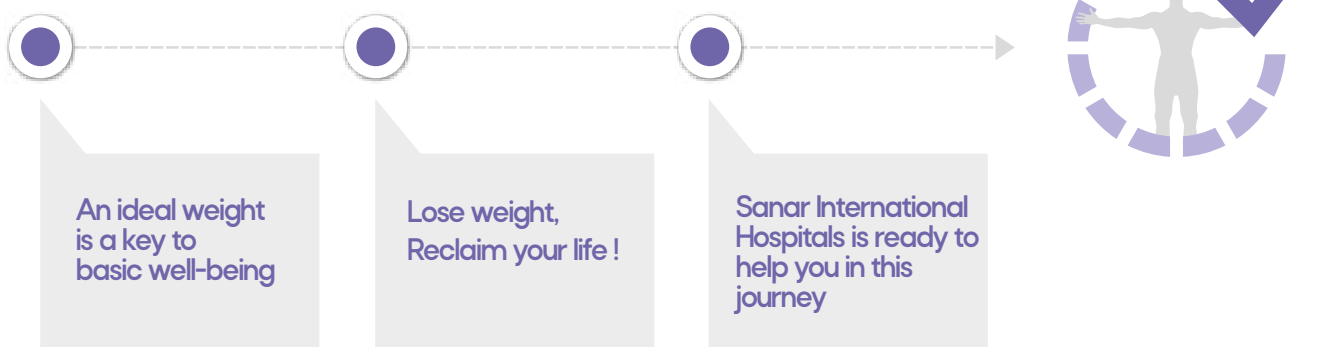 An ideal weight
is a key to
basic well-being
Lose weight,
Reclaim your life !
Sanar International
Hospitals is ready to
help you in this
journey